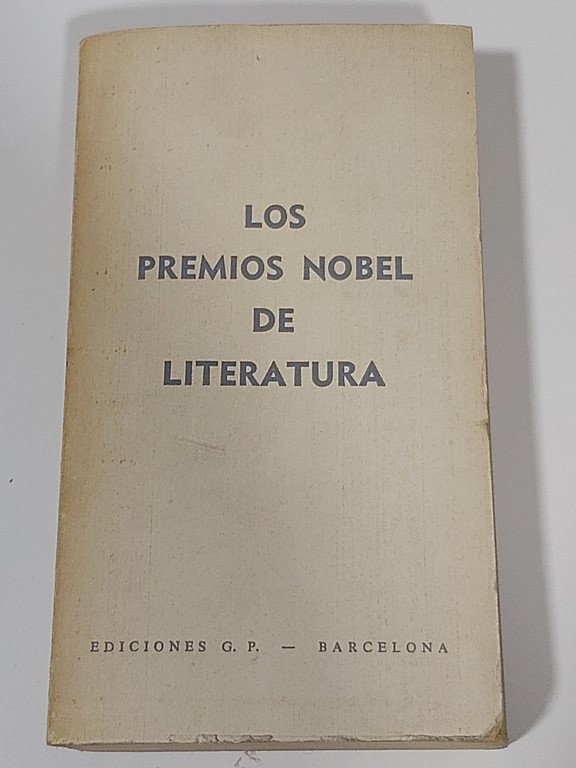 LOS
PREMIOS NOBEL
DE
LITERATURA
EDICIONES G. P. — BARCELONA